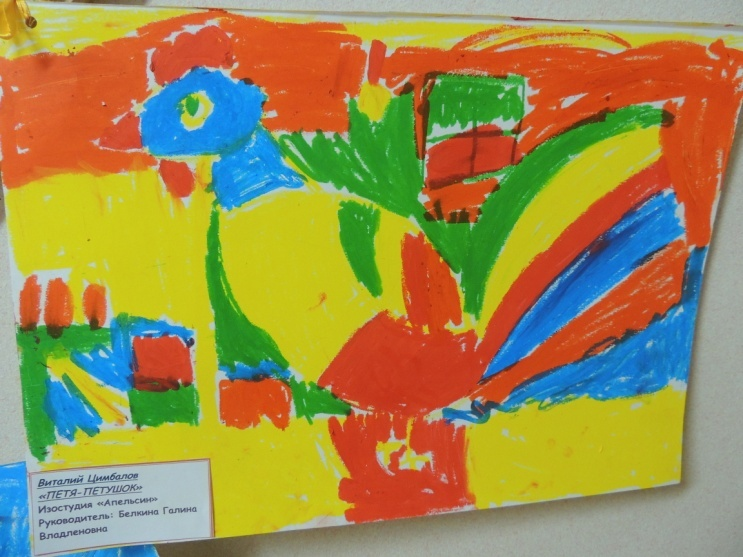 Виталий Цимбалов
«ПЕТЯ-ПЕТУШОК»
Изостудия «Апельсин»
Руководитель: Белкина Галина
Владленовна